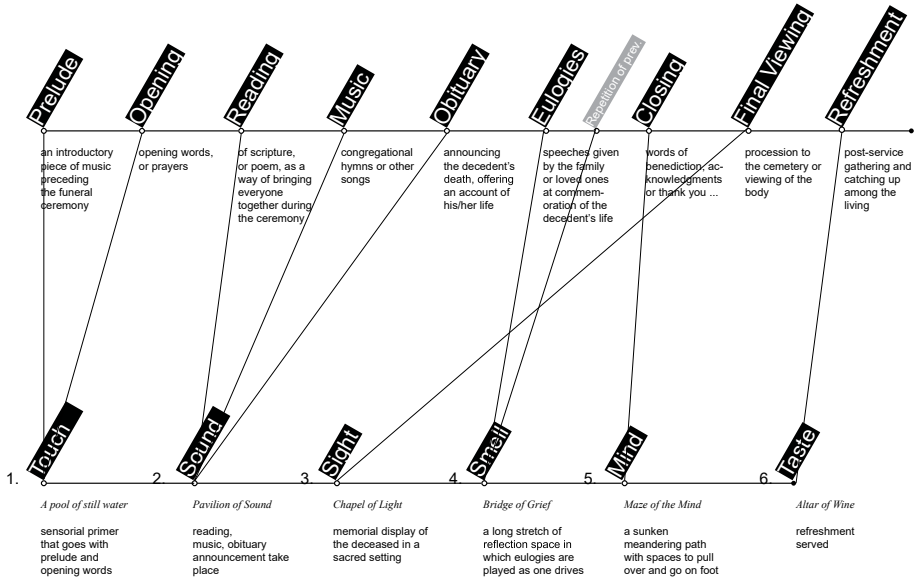 Prelude
Opening
Reading
Music
Obituary
Eulogies
Repetition of prev.
Closing
Final Viewing
Refreshment
an introductory
piece of music
preceding
the funeral
ceremony
opening words,
or prayers
of scripture,
or poem, as a
way of bringing
everyone
together during
the ceremony
congregational
hymns or other
songs
announcing
the decedent's
death, offering
an account of
his/her life
speeches given
by the family
or loved ones
at commem-
oration of the
decedent's life
words of
benediction, ac-
knowledgments
or thank you ...
procession to
the cemetery or
viewing of the
body
post-service
gathering and
catching up
among the
living
1. Touch
2. Sound
3. Sight
4 Smell
5. Mind
6. Taste
A pool of still water
sensorial primer
that goes with
prelude and
opening words
Pavilion of Sound
reading,
music, obituary
announcement take
place
Chapel of Light
memorial display of
the deceased in a
sacred setting
Bridge of Grief
a long stretch of
reflection space in
which eulogies are
played as one drives
Maze of the Mind
a sunken
meandering path
with spaces to pull
over and go on foot
Altar of Wine
refreshment
served